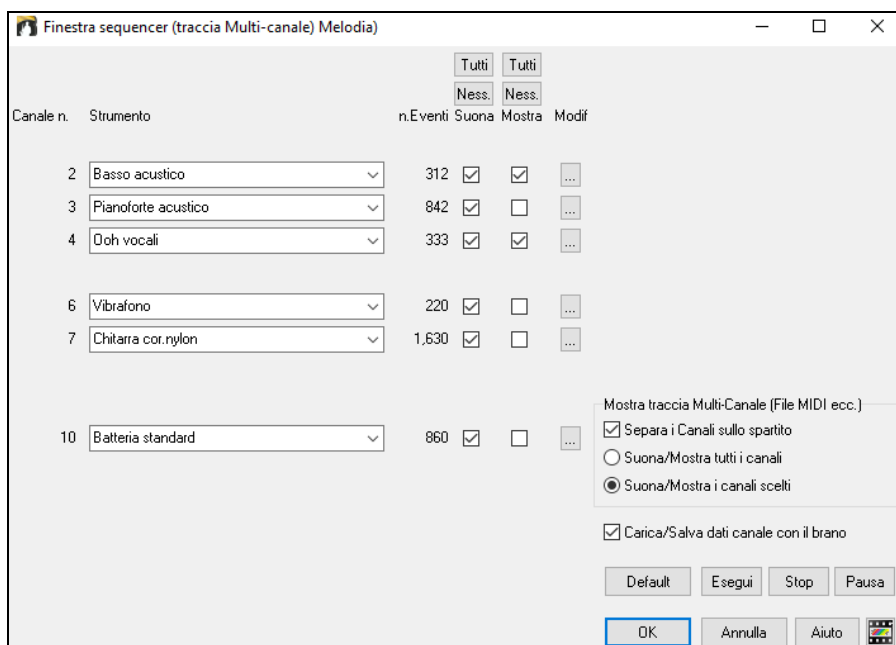 Finestra sequencer (traccia Multi-canale) Melodia)
Tutti Tutti
Ness. Ness.
Canale n. Strumento n.Eventi Suona Mostra Modif
2 Basso acustico 312 ...
3 Pianoforte acustico 842 ...
4 Ooh vocali 333 ...
6 Vibrafono 220 ...
7 Chitarra cor.nylon 1,630 ...
10 Batteria standard 860 ...
Mostra traccia Multi-Canale (File MIDI ecc.)
Separa i Canali sullo spartito
Suona/Mostra tutti i canali
Suona/Mostra i canali scelti
Carica/Salva dati canale con il brano
Default Esegui Stop Pausa
OK Annulla Aiuto